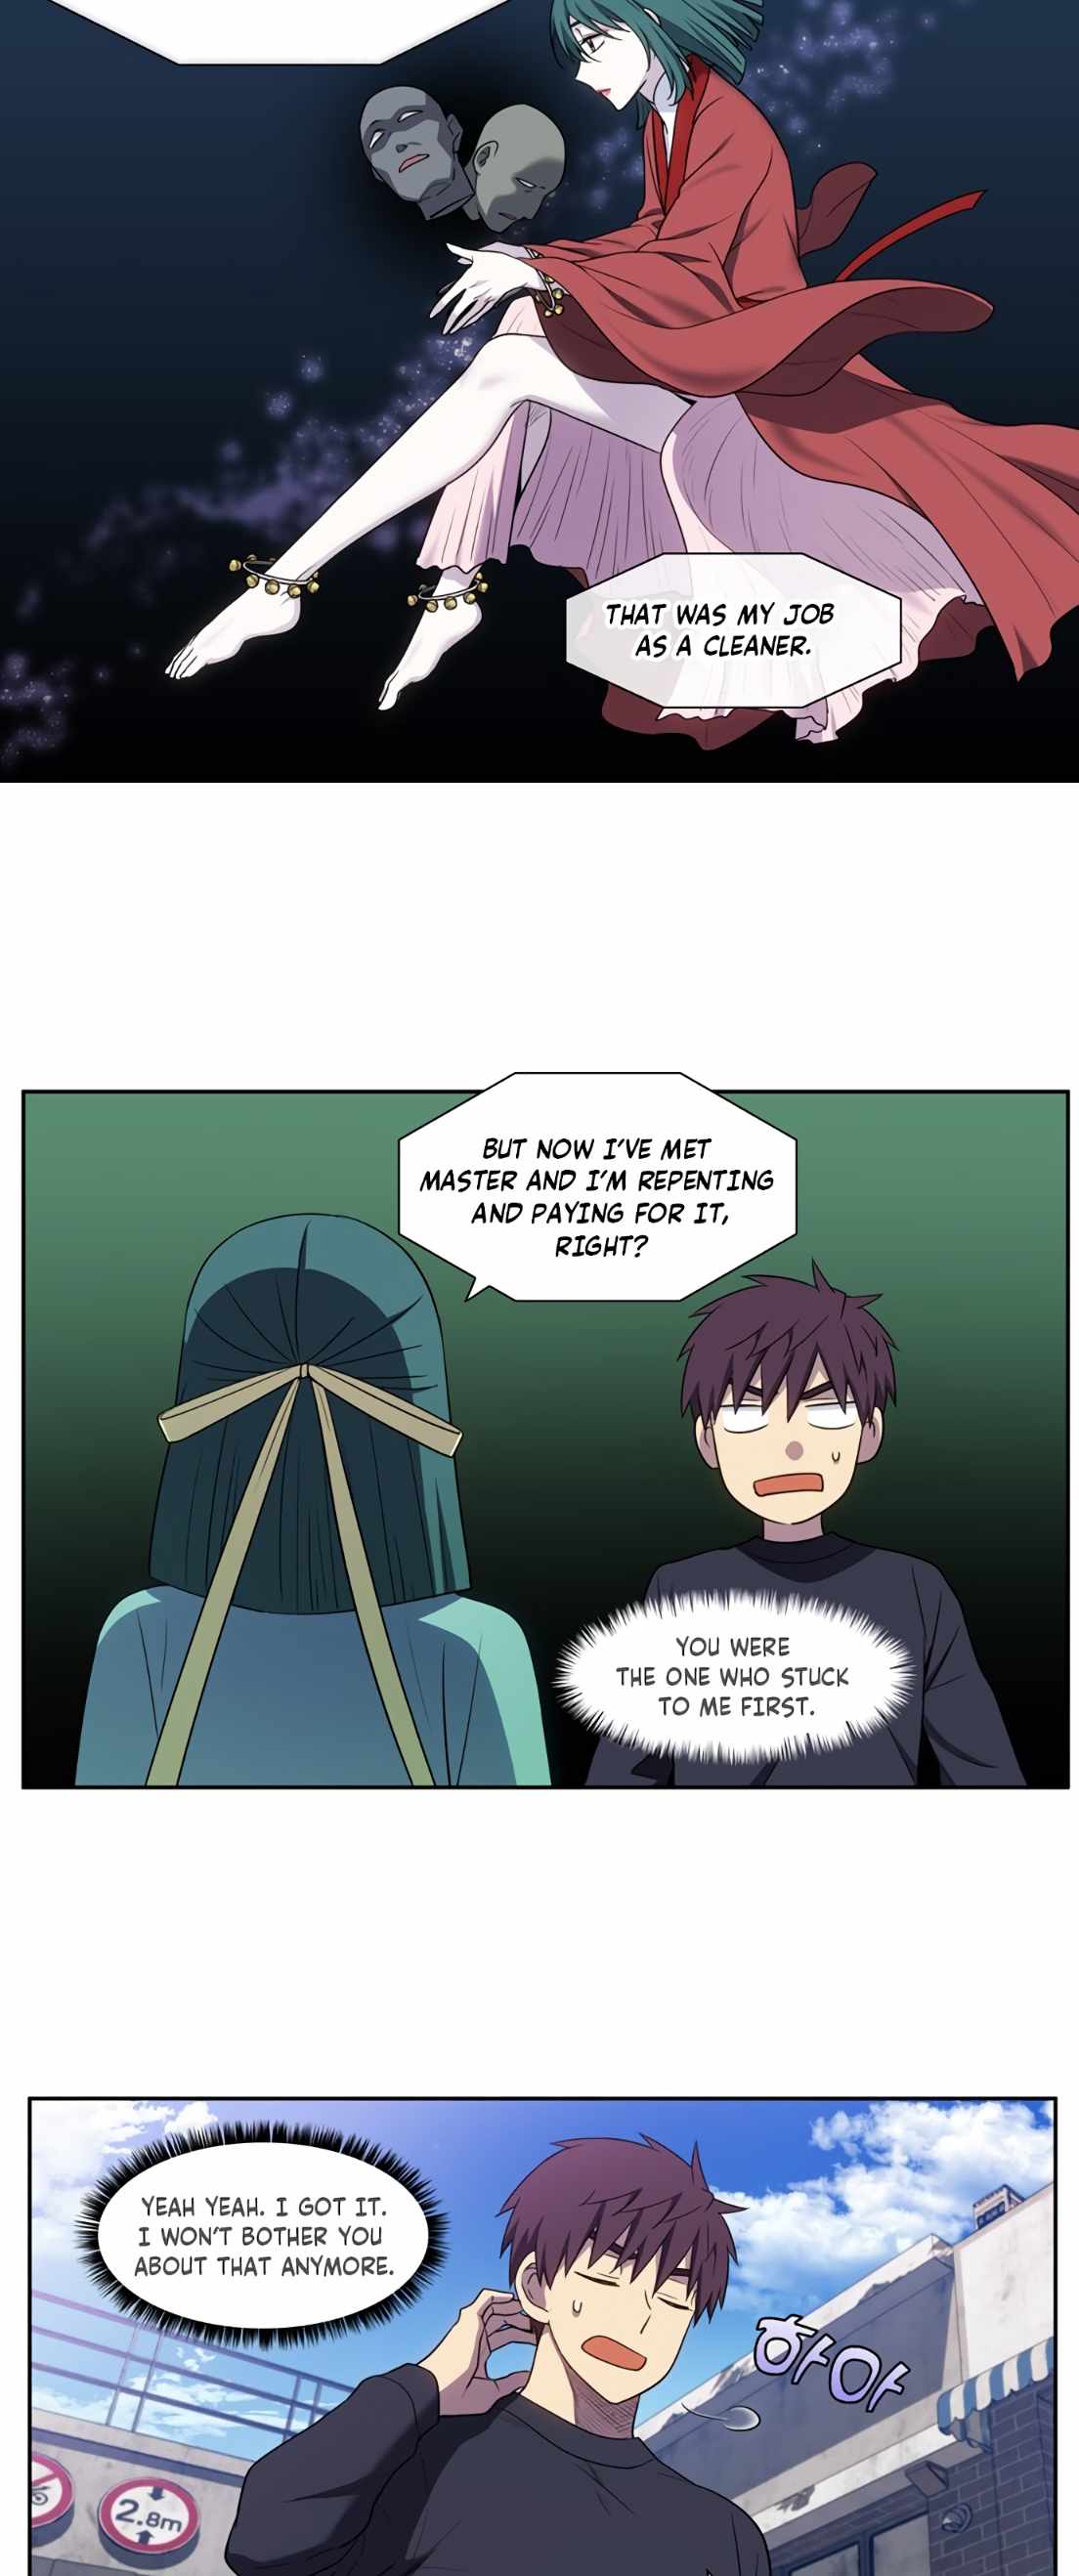 THAT WAS MY JOB
AS A CLEANER.
BUT NOW I'VE MET
MASTER AND I'M REPENTING
AND PAYING FOR IT,
RIGHT?
YOU WERE
THE ONE WHO STUCK
TO ME FIRST.
YEAH YEAH. I GOT IT.
I WON'T BOTHER YOU
ABOUT THAT ANYMORE.
하아
2.8m